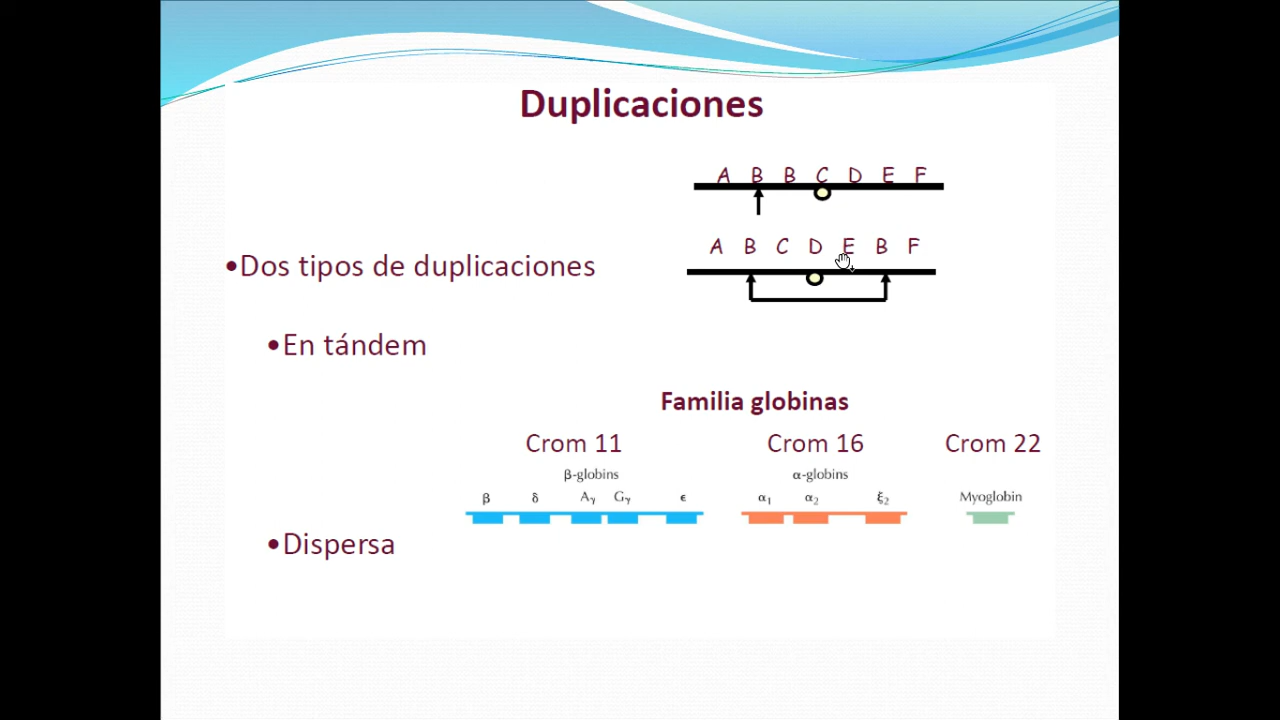 Duplicaciones
A B B C D E F
A B C D E B F
•Dos tipos de duplicaciones
•En tándem
Familia globinas
Crom 11 Crom 16 Crom 22
β-globins α-globins
β δ Aγ Gγ ϵ α1 α2 ξ2 Myoglobin
•Dispersa